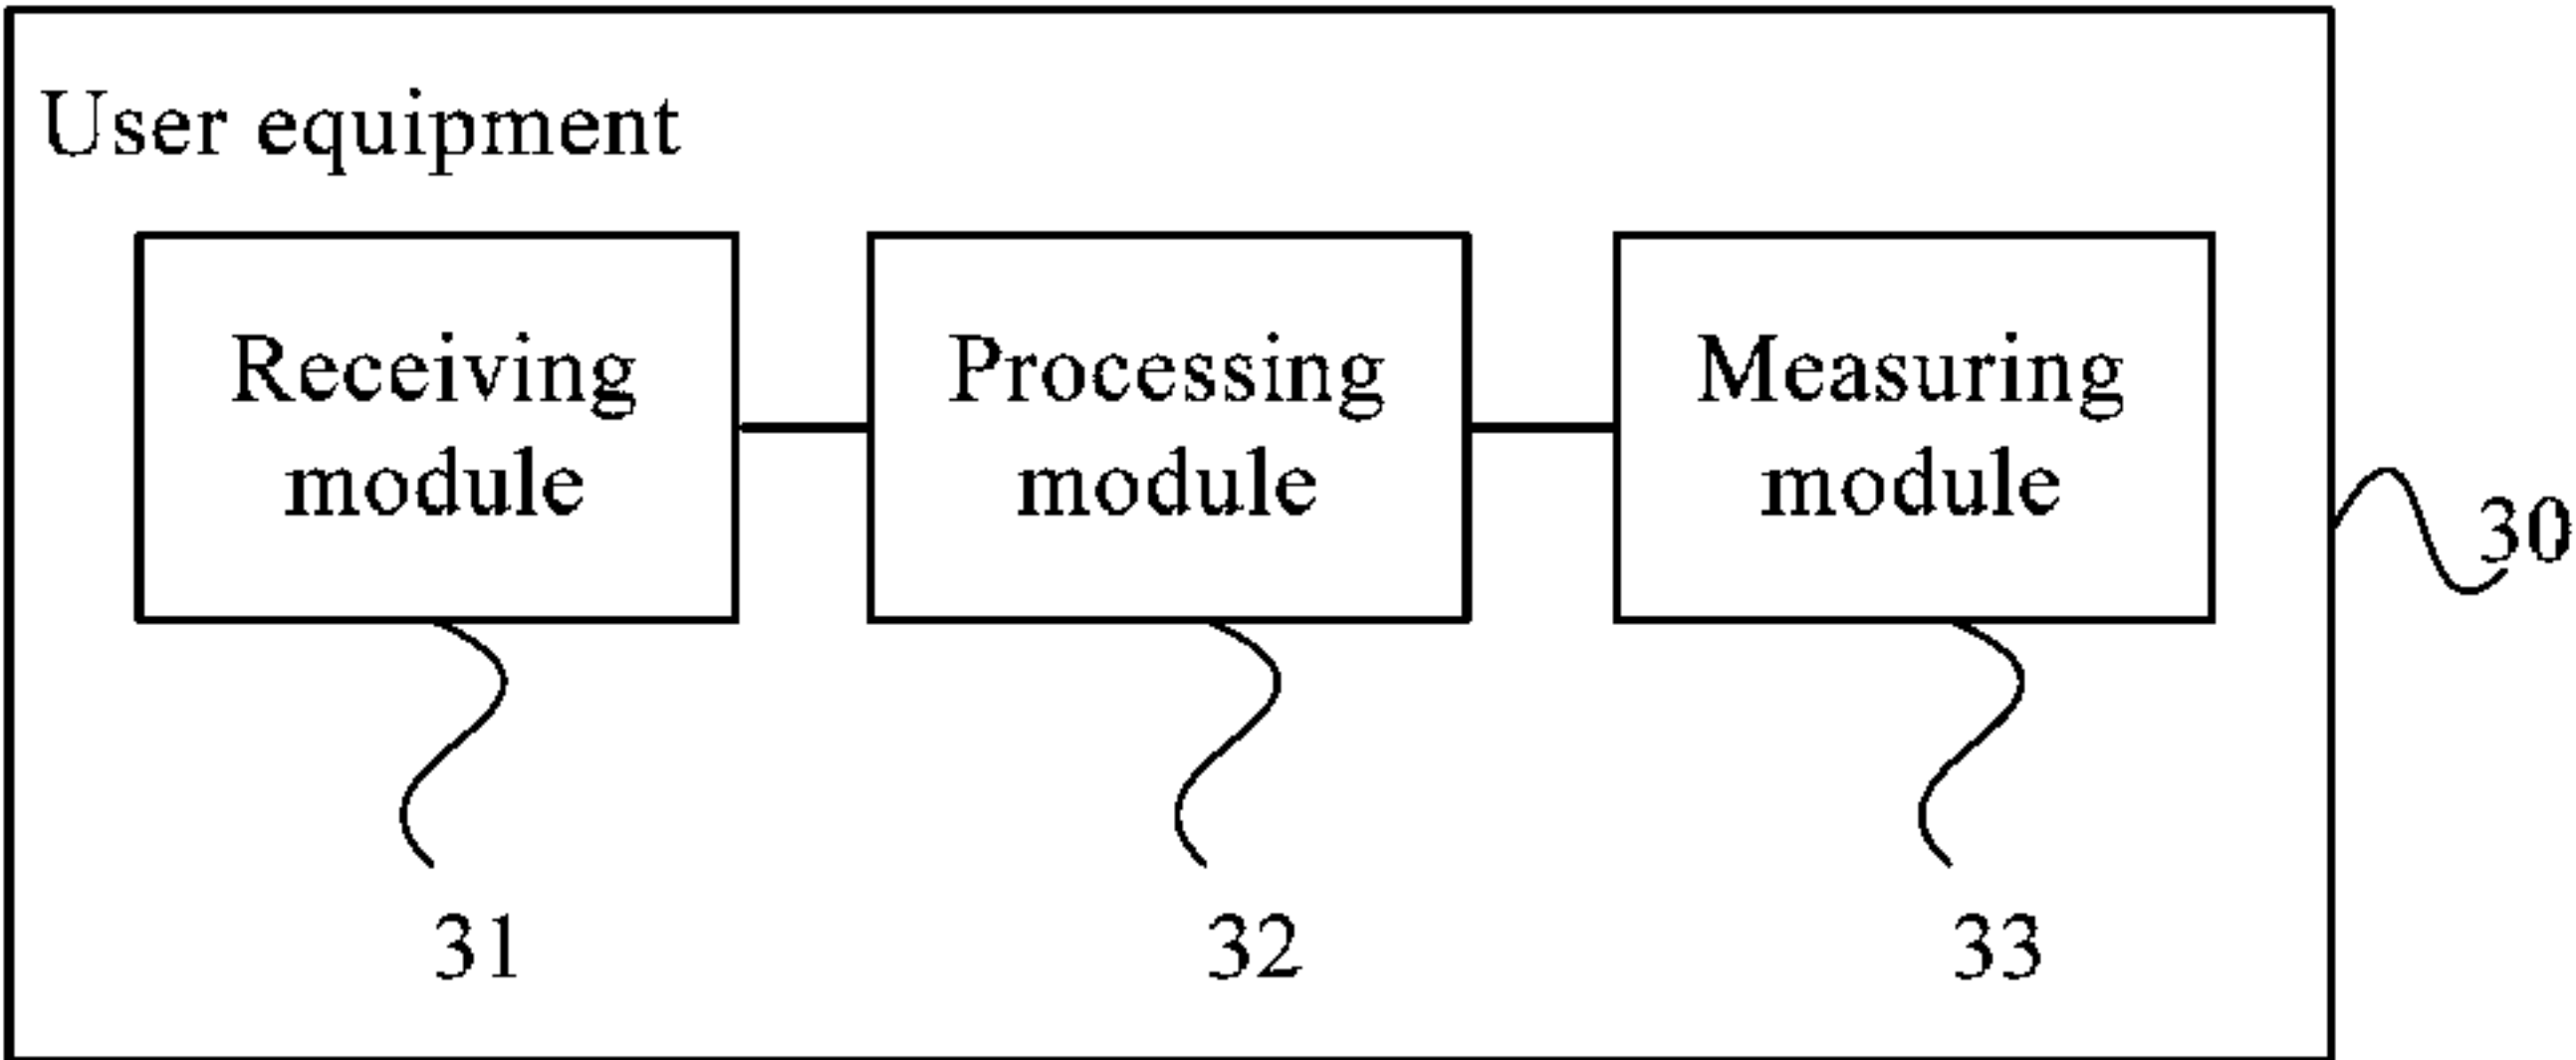 User equipment
Receiving
module
Processing
module
Measuring
module
30
31
32
33